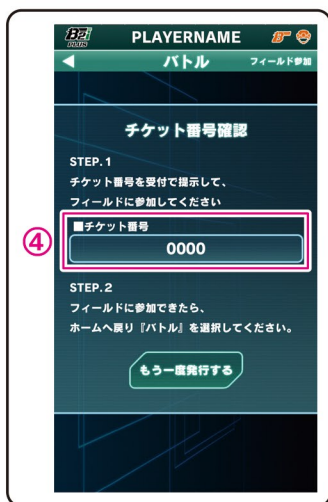 PLUS
PLAYERNAME
バトル
フィールド参加
チケット番号確認
STEP.1
チケット番号を受付で提示して、
フィールドに参加してください
■チケット番号
④
0000
STEP.2
フィールドに参加できたら、
ホームへ戻り『バトル』を選択してください。
もう一度発行する